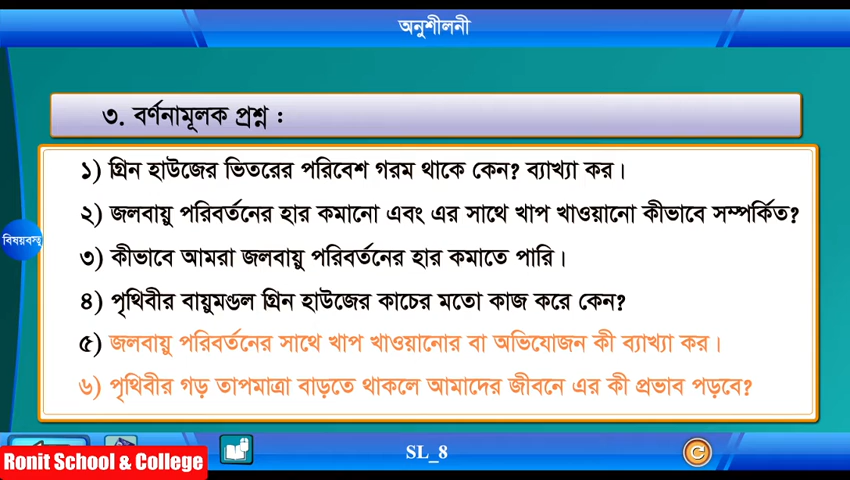 অনুশীলনী
৩. বর্ণনামূলক প্রশ্ন :
১) গ্রিন হাউজের ভিতরের পরিবেশ গরম থাকে কেন? ব্যাখ্যা কর।
২) জলবায়ু পরিবর্তনের হার কমানো এবং এর সাথে খাপ খাওয়ানো কীভাবে সম্পর্কিত?
বিষয়বস্তু
৩) কীভাবে আমরা জলবায়ু পরিবর্তনের হার কমাতে পারি।
৪) পৃথিবীর বায়ুমণ্ডল গ্রিন হাউজের কাচের মতো কাজ করে কেন?
৫) জলবায়ু পরিবর্তনের সাথে খাপ খাওয়ানোর বা অভিযোজন কী ব্যাখ্যা কর।
৬) পৃথিবীর গড় তাপমাত্রা বাড়তে থাকলে আমাদের জীবনে এর কী প্রভাব পড়বে?
SL_8
Ronit School & College